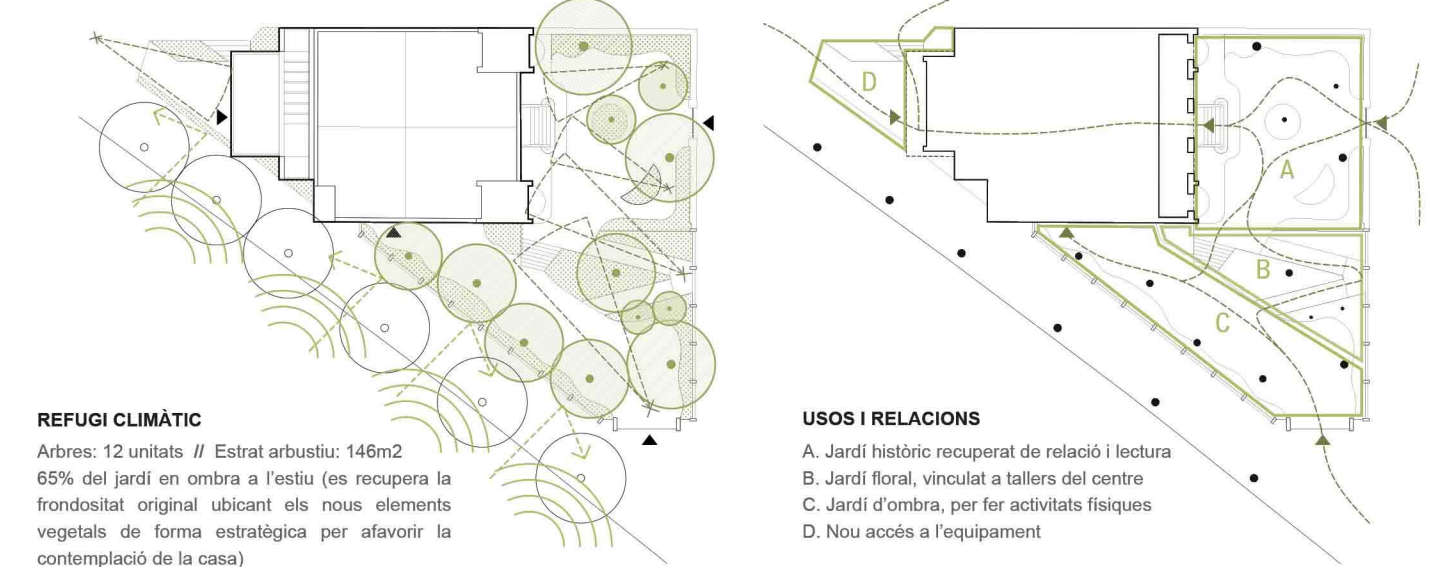 REFUGI CLIMÀTIC
Arbres: 12 unitats // Estrat arbustiu: 146m2
65% del jardí en ombra a l’estiu (es recupera la
frondositat original ubicant els nous elements
vegetals de forma estratègica per afavorir la
contemplació de la casa)
D
A
B
C
USOS I RELACIONS
A. Jardí històric recuperat de relació i lectura
B. Jardí floral, vinculat a tallers del centre
C. Jardí d’ombra, per fer activitats físiques
D. Nou accés a l’equipament